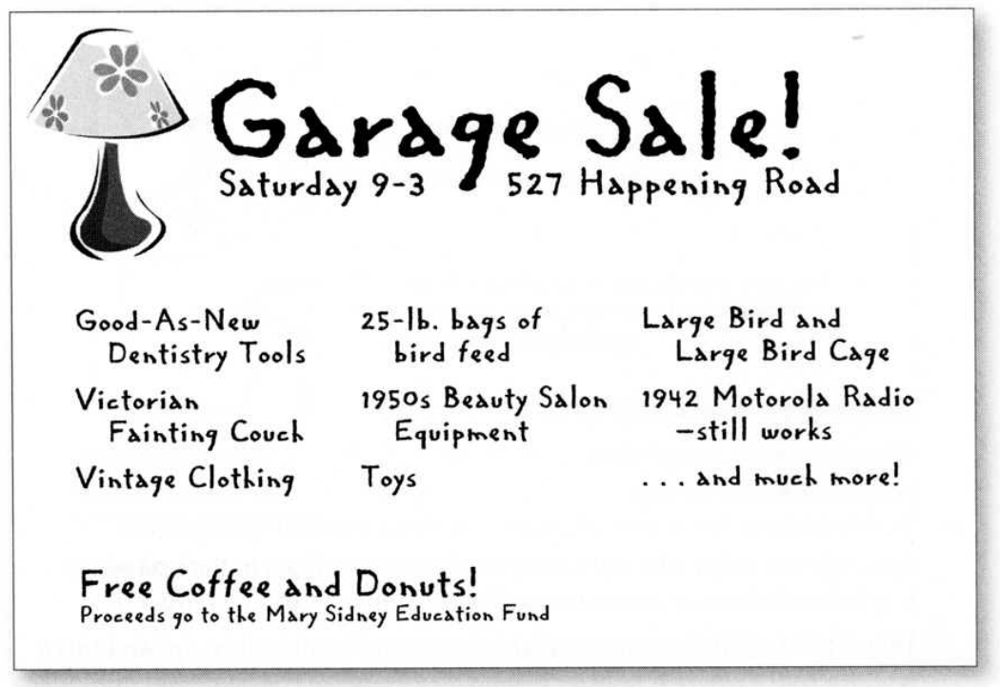 Garage Sale!
Saturday 9-3 527 Happening Road
Good-As-New
Dentistry Tools
Victorian
Fainting Couch
Vintage Clothing
25-lb. bags of
bird feed
1950s Beauty Salon
Equipment
Toys
Large Bird and
Large Bird Cage
1942 Motorola Radio
—still works
. . . and much more!
Free Coffee and Donuts!
Proceeds go to the Mary Sidney Education Fund